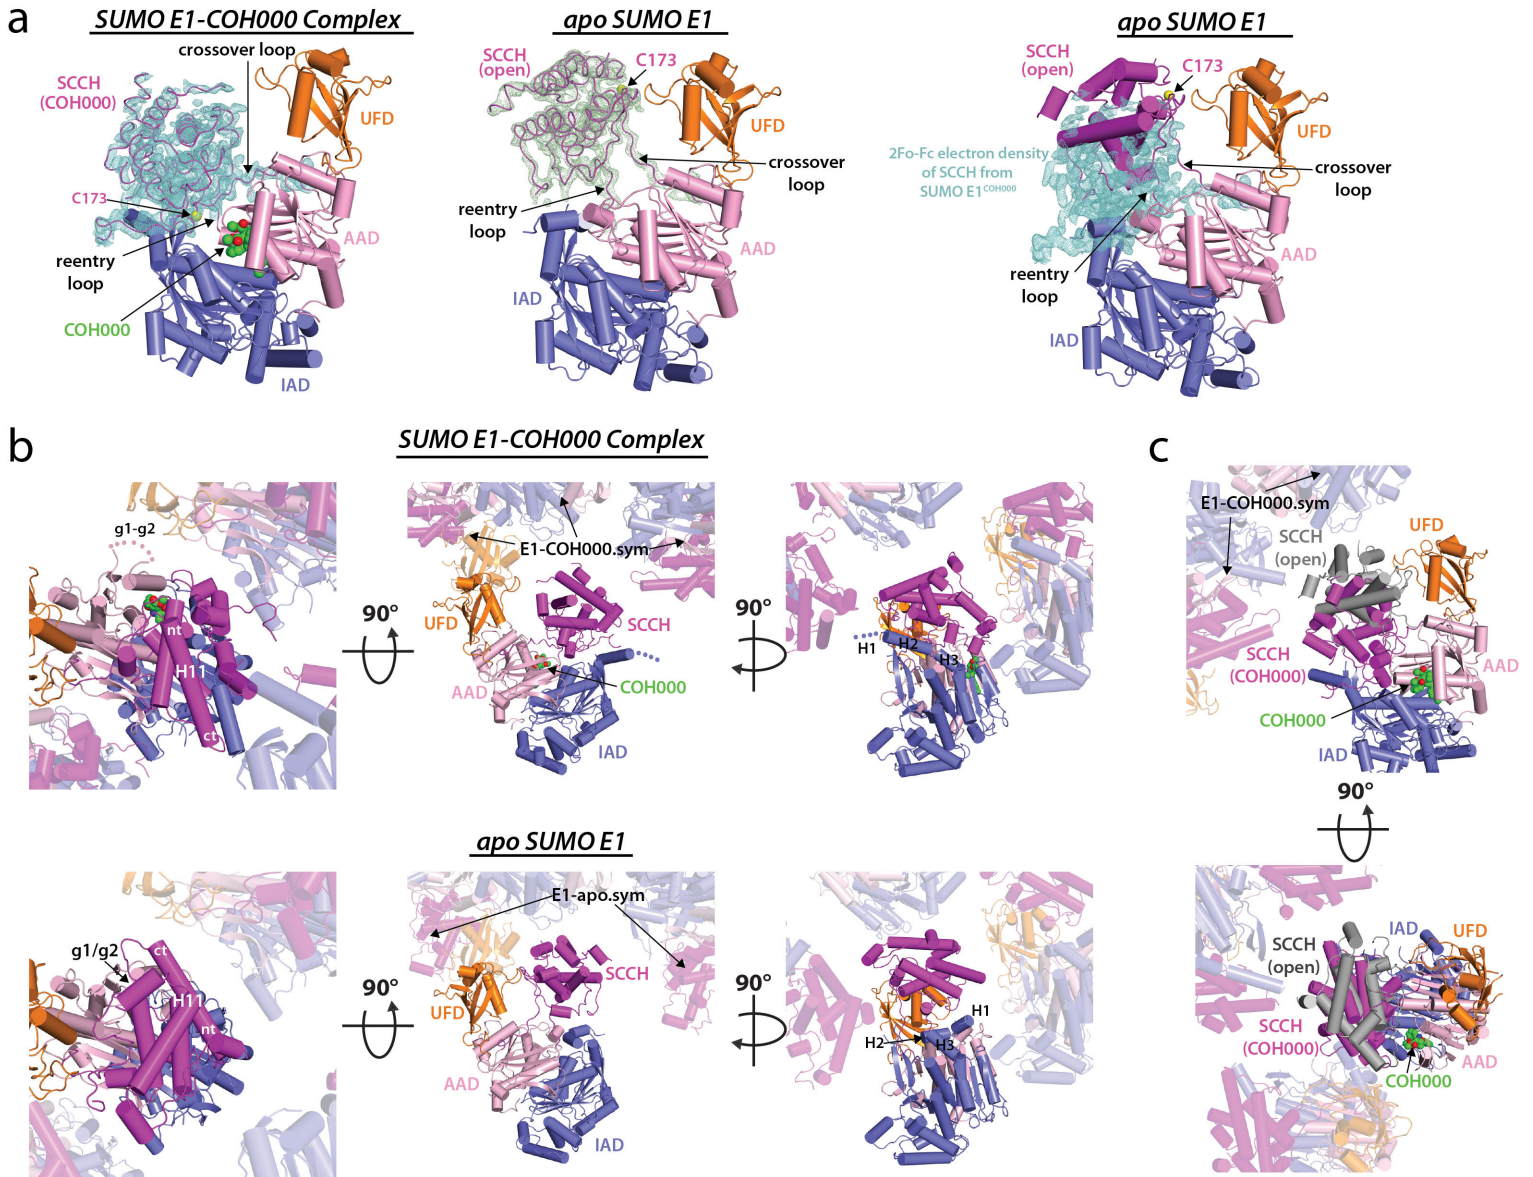 a
SUMO E1-COH000 Complex
crossover loop
SCCH
(COH000)
UFD
C173
AAD
reentry
loop
COH000
IAD
apo SUMO E1
SCCH
(open)
C173
UFD
crossover
loop
reentry
loop
AAD
IAD
apo SUMO E1
SCCH
(open)
C173
UFD
2Fo-Fc electron density
of SCCH from
SUMO E1COH000
crossover
loop
AAD
reentry
loop
IAD
b
SUMO E1-COH000 Complex
g1-g2
nt
H11
ct
90°
E1-COH000.sym
UFD
SCCH
AAD
COH000
IAD
90°
H1
H2
H3
apo SUMO E1
g1/g2
ct
H11
nt
90°
E1-apo.sym
SCCH
UFD
AAD
IAD
90°
H1
H2
H3
c
E1-COH000.sym
UFD
SCCH
(open)
SCCH
(COH000)
AAD
COH000
IAD
90°
SCCH
(open)
IAD
UFD
SCCH
(COH000)
AAD
COH000